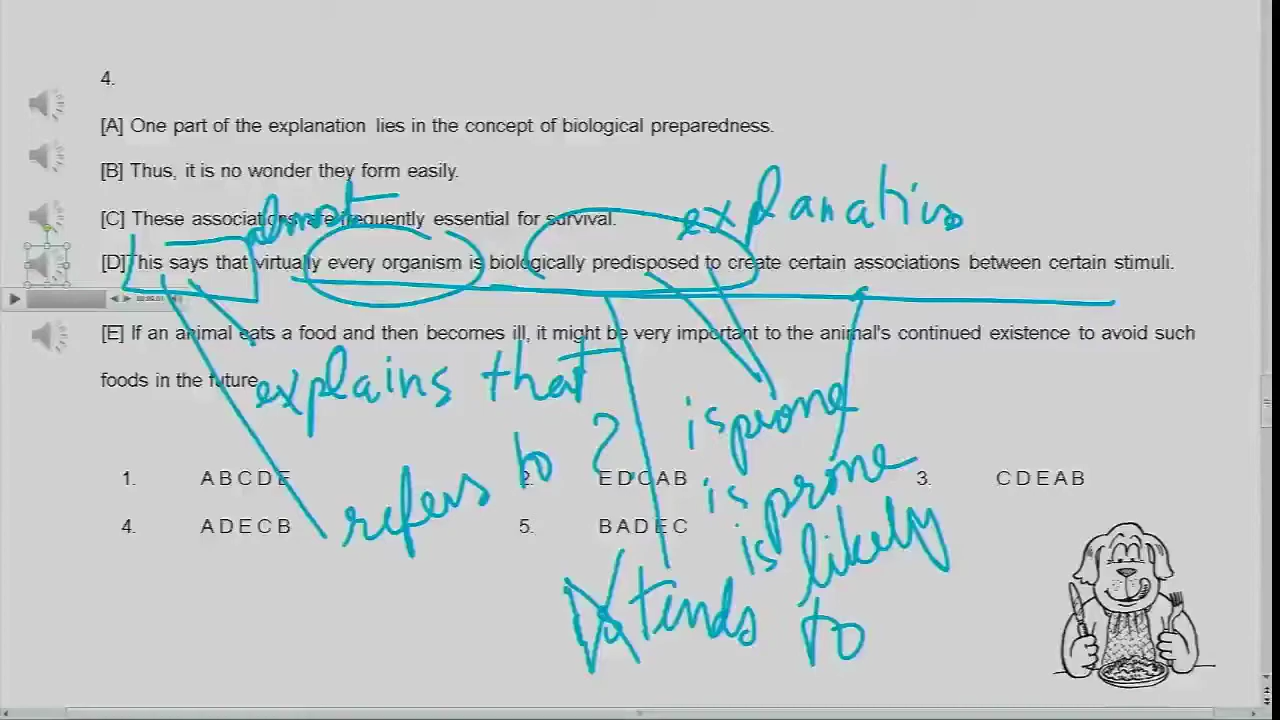 4.
[A] One part of the explanation lies in the concept of biological preparedness.
[B] Thus, it is no wonder they form easily.
explanation
almost
[C] These associations are frequently essential for survival.
[D]This says that virtually every organism is biologically predisposed to create certain associations between certain stimuli.
[E] If an animal eats a food and then becomes ill, it might be very important to the animal's continued existence to avoid such
foods in the future
explains that
is prone
refers to ?
is prone
1. A B C D E 2. E D C A B 3. C D E A B
4. A D E C B 5. B A D E C
is likely
tends to